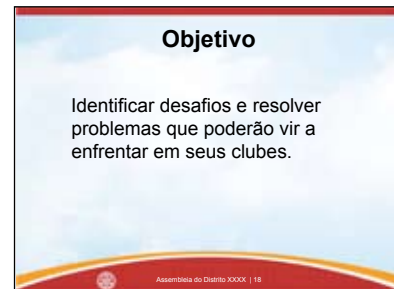 Objetivo
Identificar desafios e resolver
problemas que poderão vir a
enfrentar em seus clubes.
Assembleia do Distrito XXXX | 18